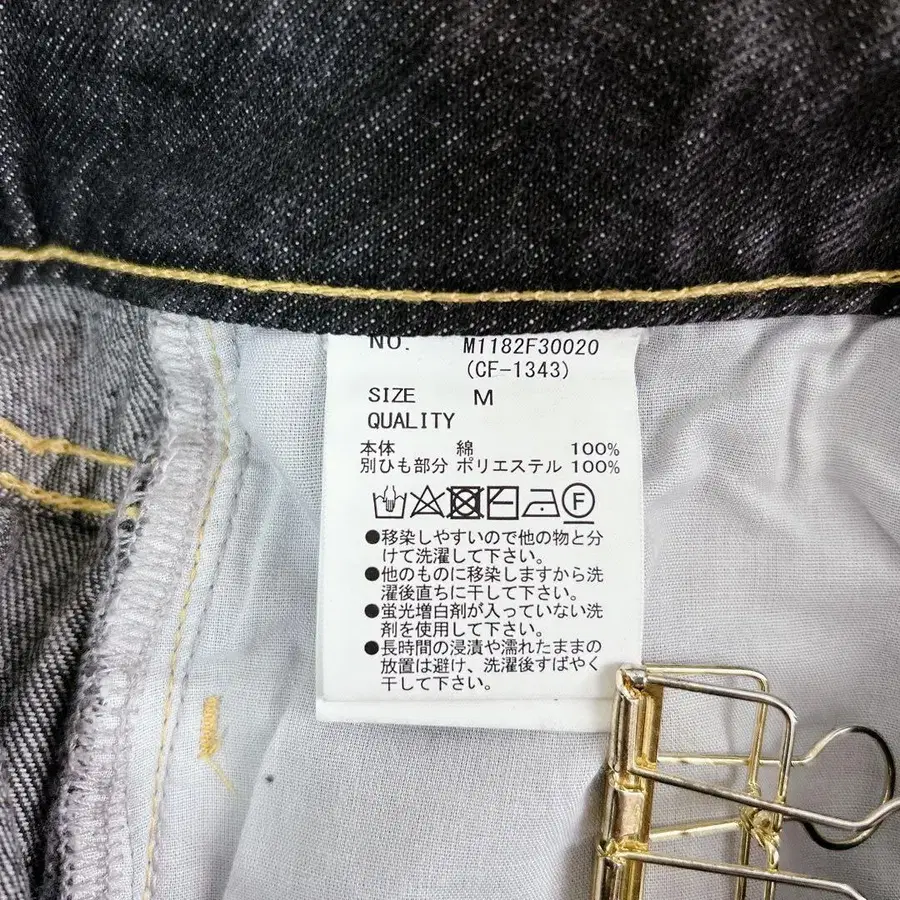 NO. M1182F30020
(CF-1343)
SIZE M
QUALITY
本体 綿 100%
別ひも部分 ポリエステル 100%
F
●移染しやすいので他の物と分
けて洗濯して下さい。
●他のものに移染しますから洗
濯後直ちに干して下さい。
●蛍光増白剤が入っていない洗
剤を使用して下さい。
●長時間の浸漬や濡れたままの
放置は避け、洗濯後すばやく
干して下さい。